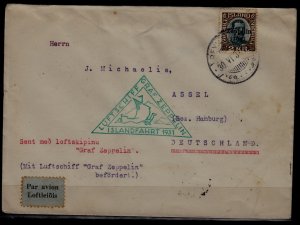 Herrn
J. Michaelis,
ASSEL
(Bez. Hamburg)
DEUTSCHLAND.
LUFTSCHIFF GRAF ZEPPELIN
ISLANDFAHRT 1931
Sent með loftskipinu
"Graf Zeppelin".
(Mit Luftschiff "Graf Zeppelin"
befördert.)
Par avion
Loftleiðis
ISLAND